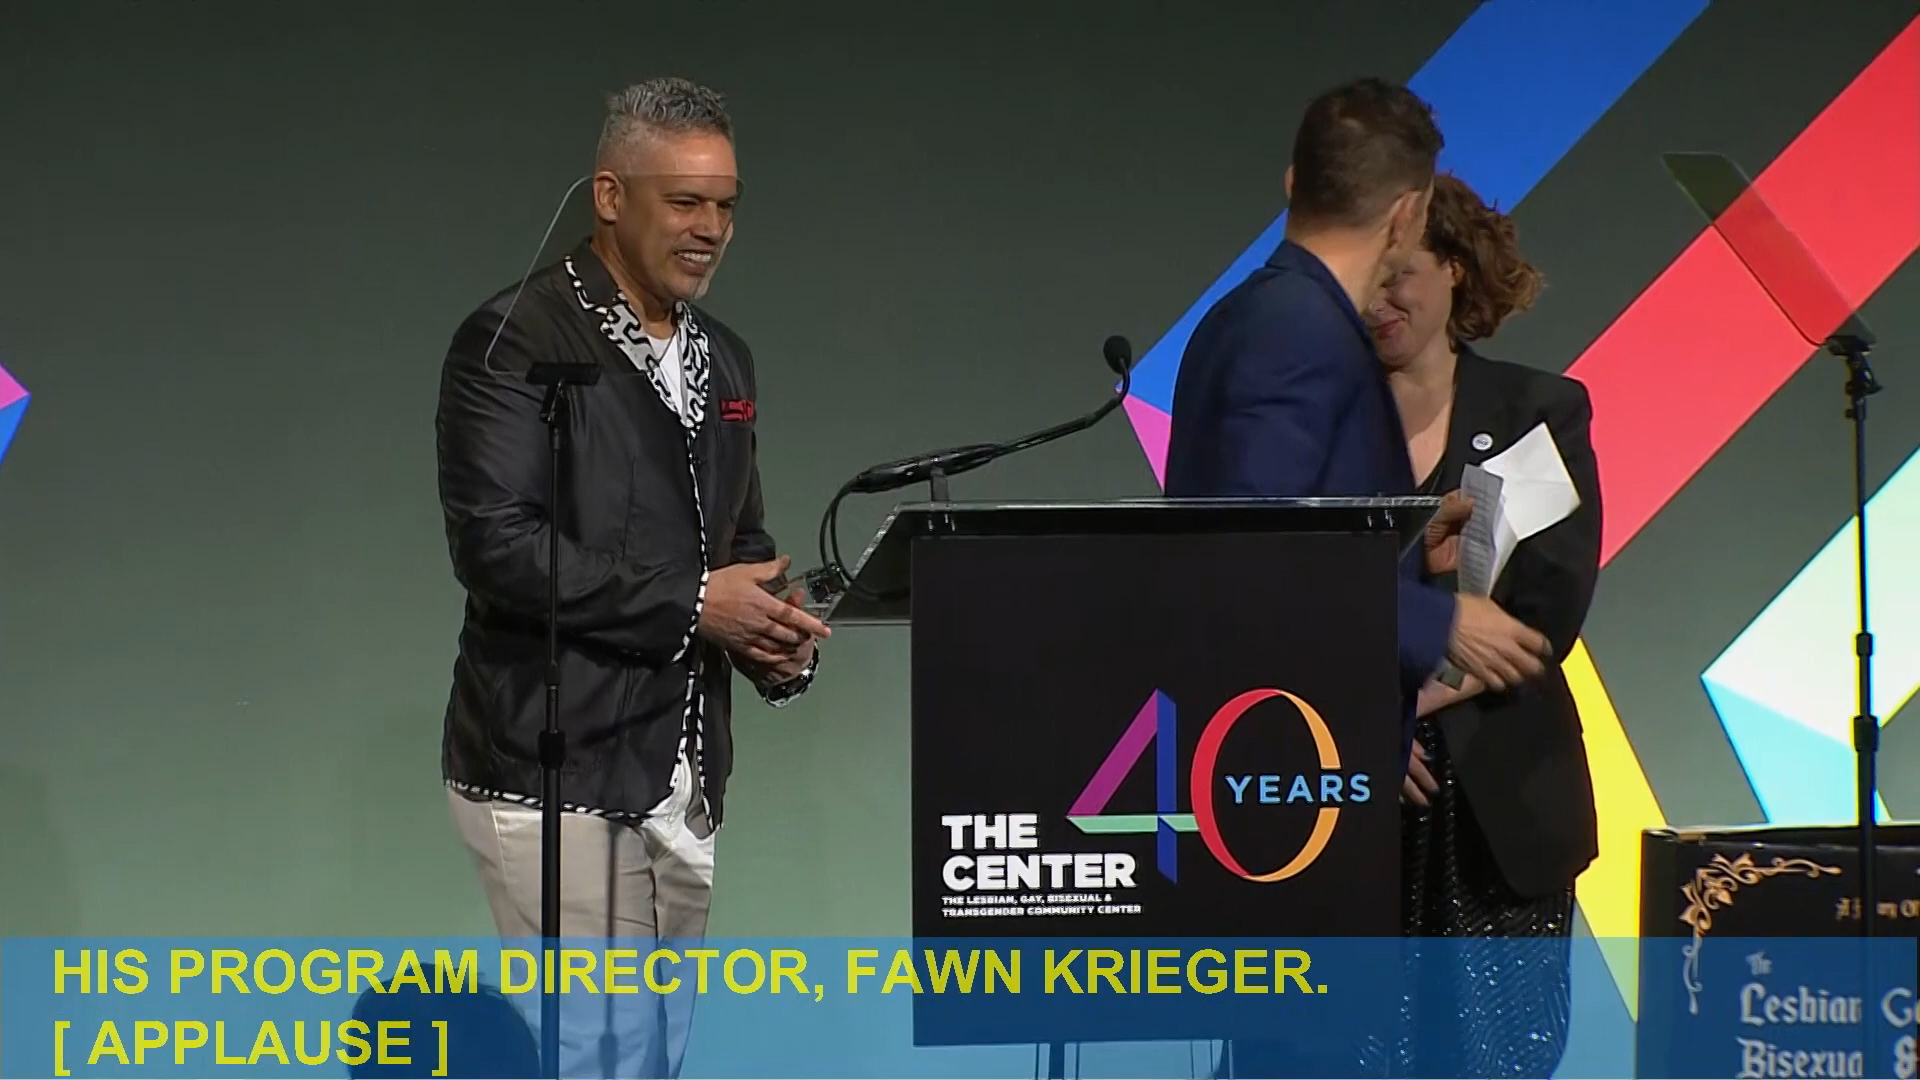 40 YEARS
THE
CENTER
THE LESBIAN, GAY, BISEXUAL &
TRANSGENDER COMMUNITY CENTER
The
Lesbian
Bisexua &
HIS PROGRAM DIRECTOR, FAWN KRIEGER.
[ APPLAUSE ]